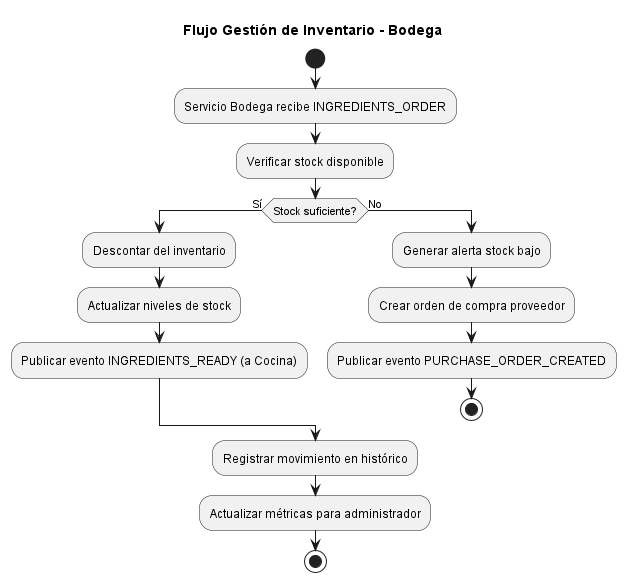 Flujo Gestión de Inventario - Bodega
Servicio Bodega recibe INGREDIENTS_ORDER
Verificar stock disponible
Stock suficiente?
Sí
No
Descontar del inventario
Actualizar niveles de stock
Publicar evento INGREDIENTS_READY (a Cocina)
Generar alerta stock bajo
Crear orden de compra proveedor
Publicar evento PURCHASE_ORDER_CREATED
Registrar movimiento en histórico
Actualizar métricas para administrador